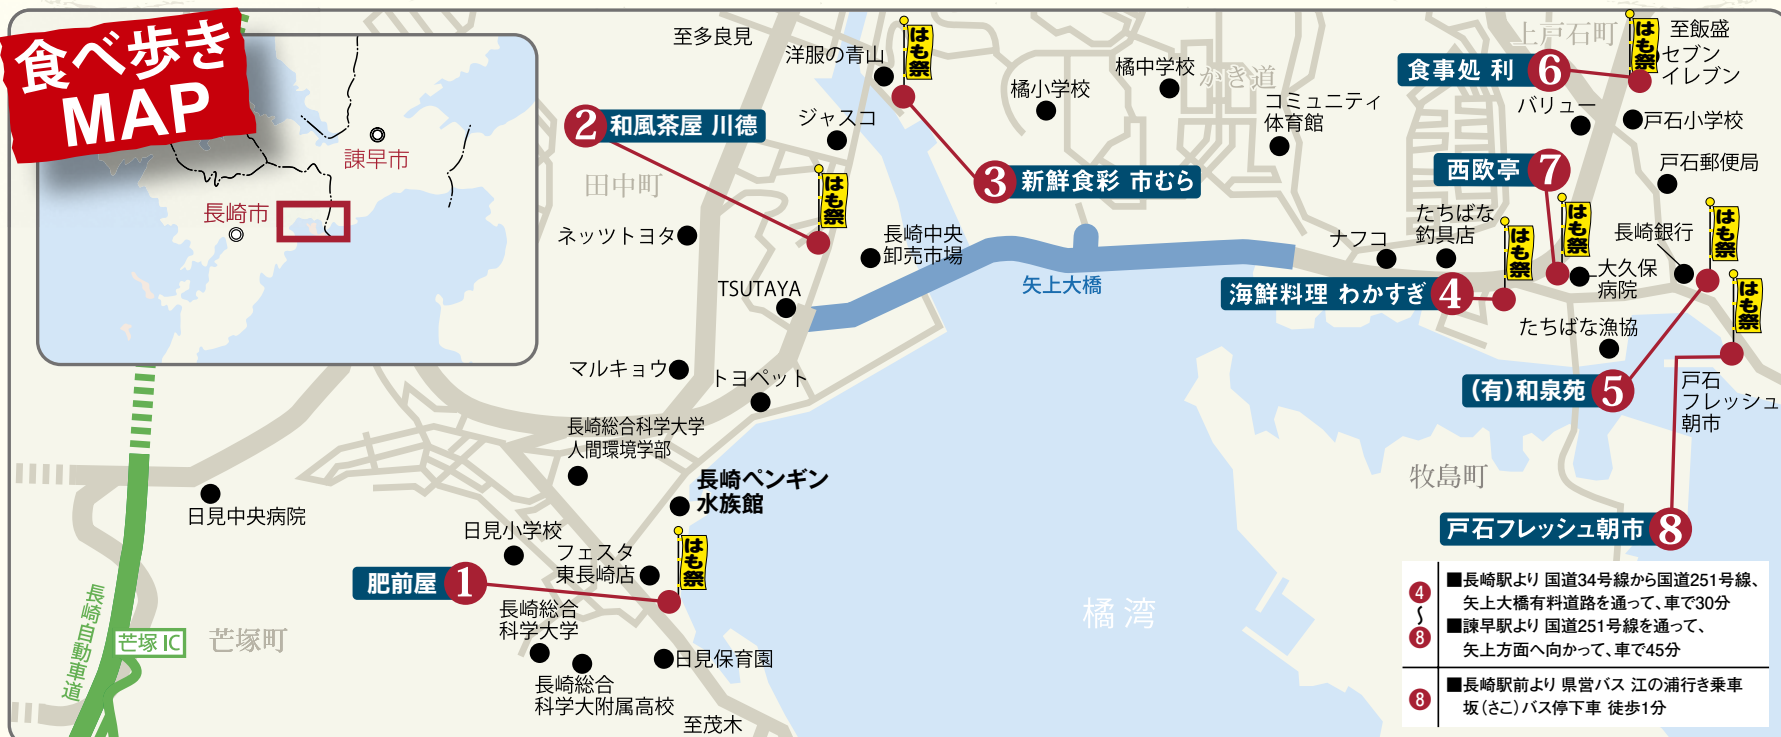 食べ歩き
MAP
諫早市
長崎市
至多良見
洋服の青山
はも祭
ジャスコ
2 和風茶屋 川徳
田中町
はも祭
3 新鮮食彩 市むら
橘小学校
橘中学校
かき道
コミュニティ
体育館
上戸石町
はも祭
至飯盛
セブン
イレブン
6 食事処 利
バリュー
戸石小学校
戸石郵便局
西欧亭 7
はも祭
たちばな
釣具店
はも祭
ナフコ
長崎銀行
はも祭
大久保
病院
はも祭
海鮮料理 わかすぎ 4
たちばな漁協
(有)和泉苑 5
戸石
フレッシュ
朝市
牧島町
戸石フレッシュ朝市 8
ネッツトヨタ
長崎中央
卸売市場
矢上大橋
TSUTAYA
マルキョウ
トヨペット
長崎総合科学大学
人間環境学部
長崎ペンギン
水族館
日見中央病院
日見小学校
フェスタ
東長崎店
はも祭
肥前屋 1
長崎総合
科学大学
日見保育園
長崎総合
科学大附属高校
至茂木
長崎自動車道
芒塚 IC
芒塚町
橘湾
4〜8
■長崎駅より 国道34号線から国道251号線、
矢上大橋有料道路を通って、車で30分
■諫早駅より 国道251号線を通って、
矢上方面へ向かって、車で45分
8
■長崎駅前より 県営バス 江の浦行き乗車
坂(さこ)バス停下車 徒歩1分